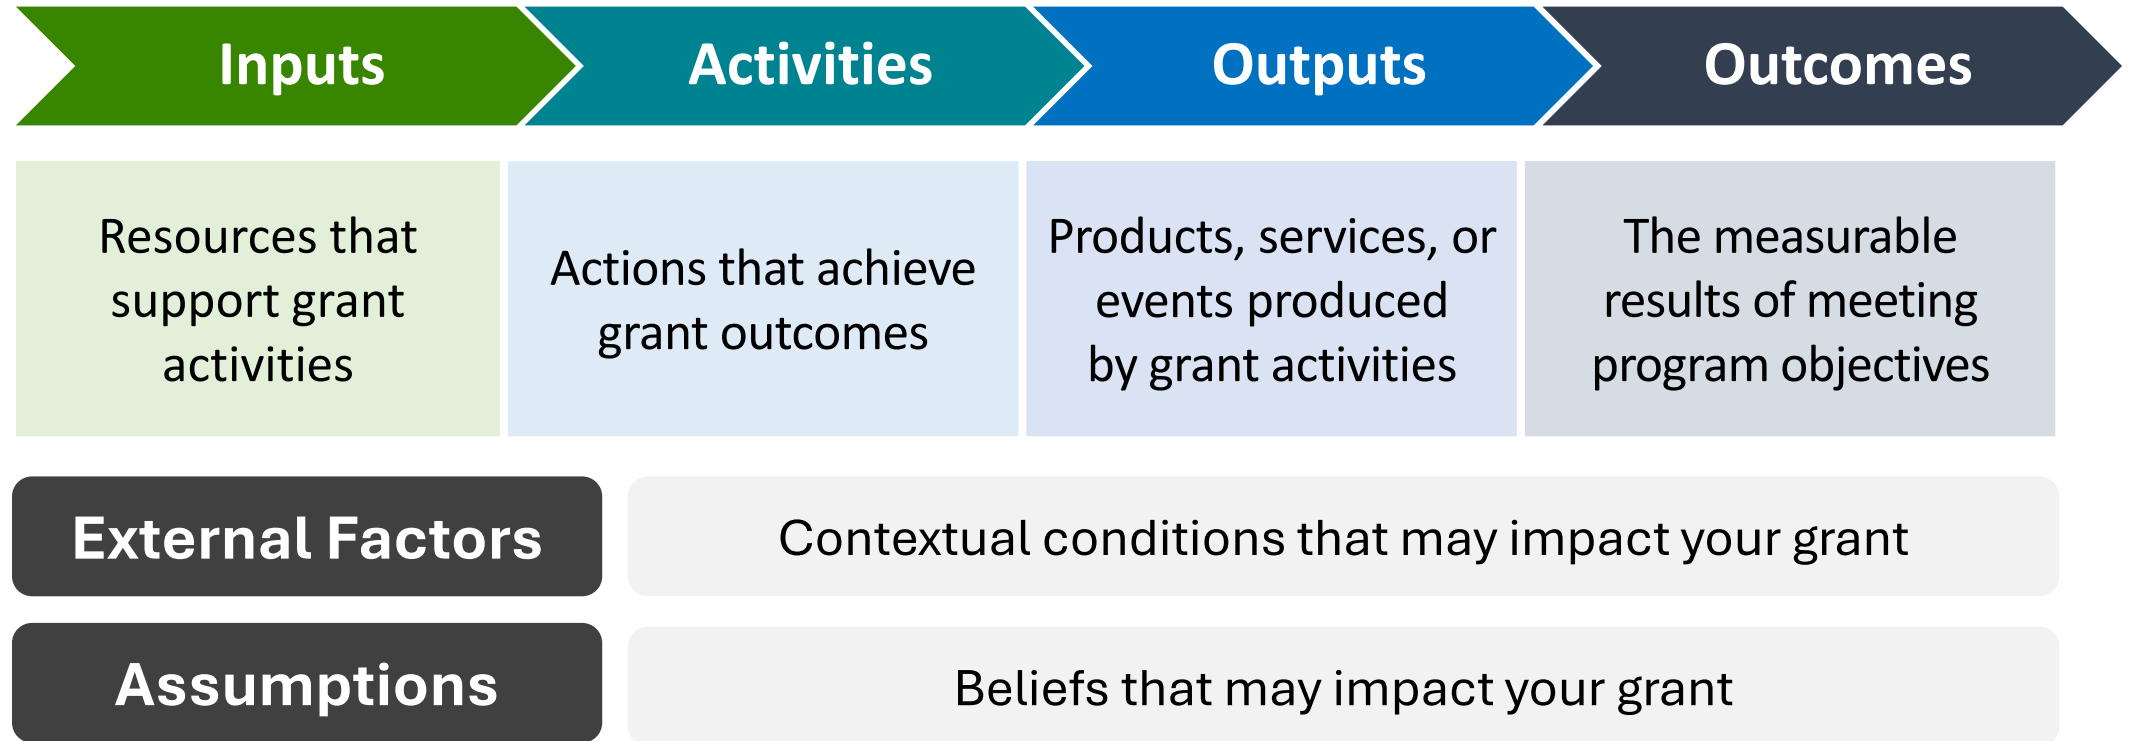 Inputs
Activities
Outputs
Outcomes
Resources that
support grant
activities
Actions that achieve
grant outcomes
Products, services, or
events produced
by grant activities
The measurable
results of meeting
program objectives
External Factors
Contextual conditions that may impact your grant
Assumptions
Beliefs that may impact your grant